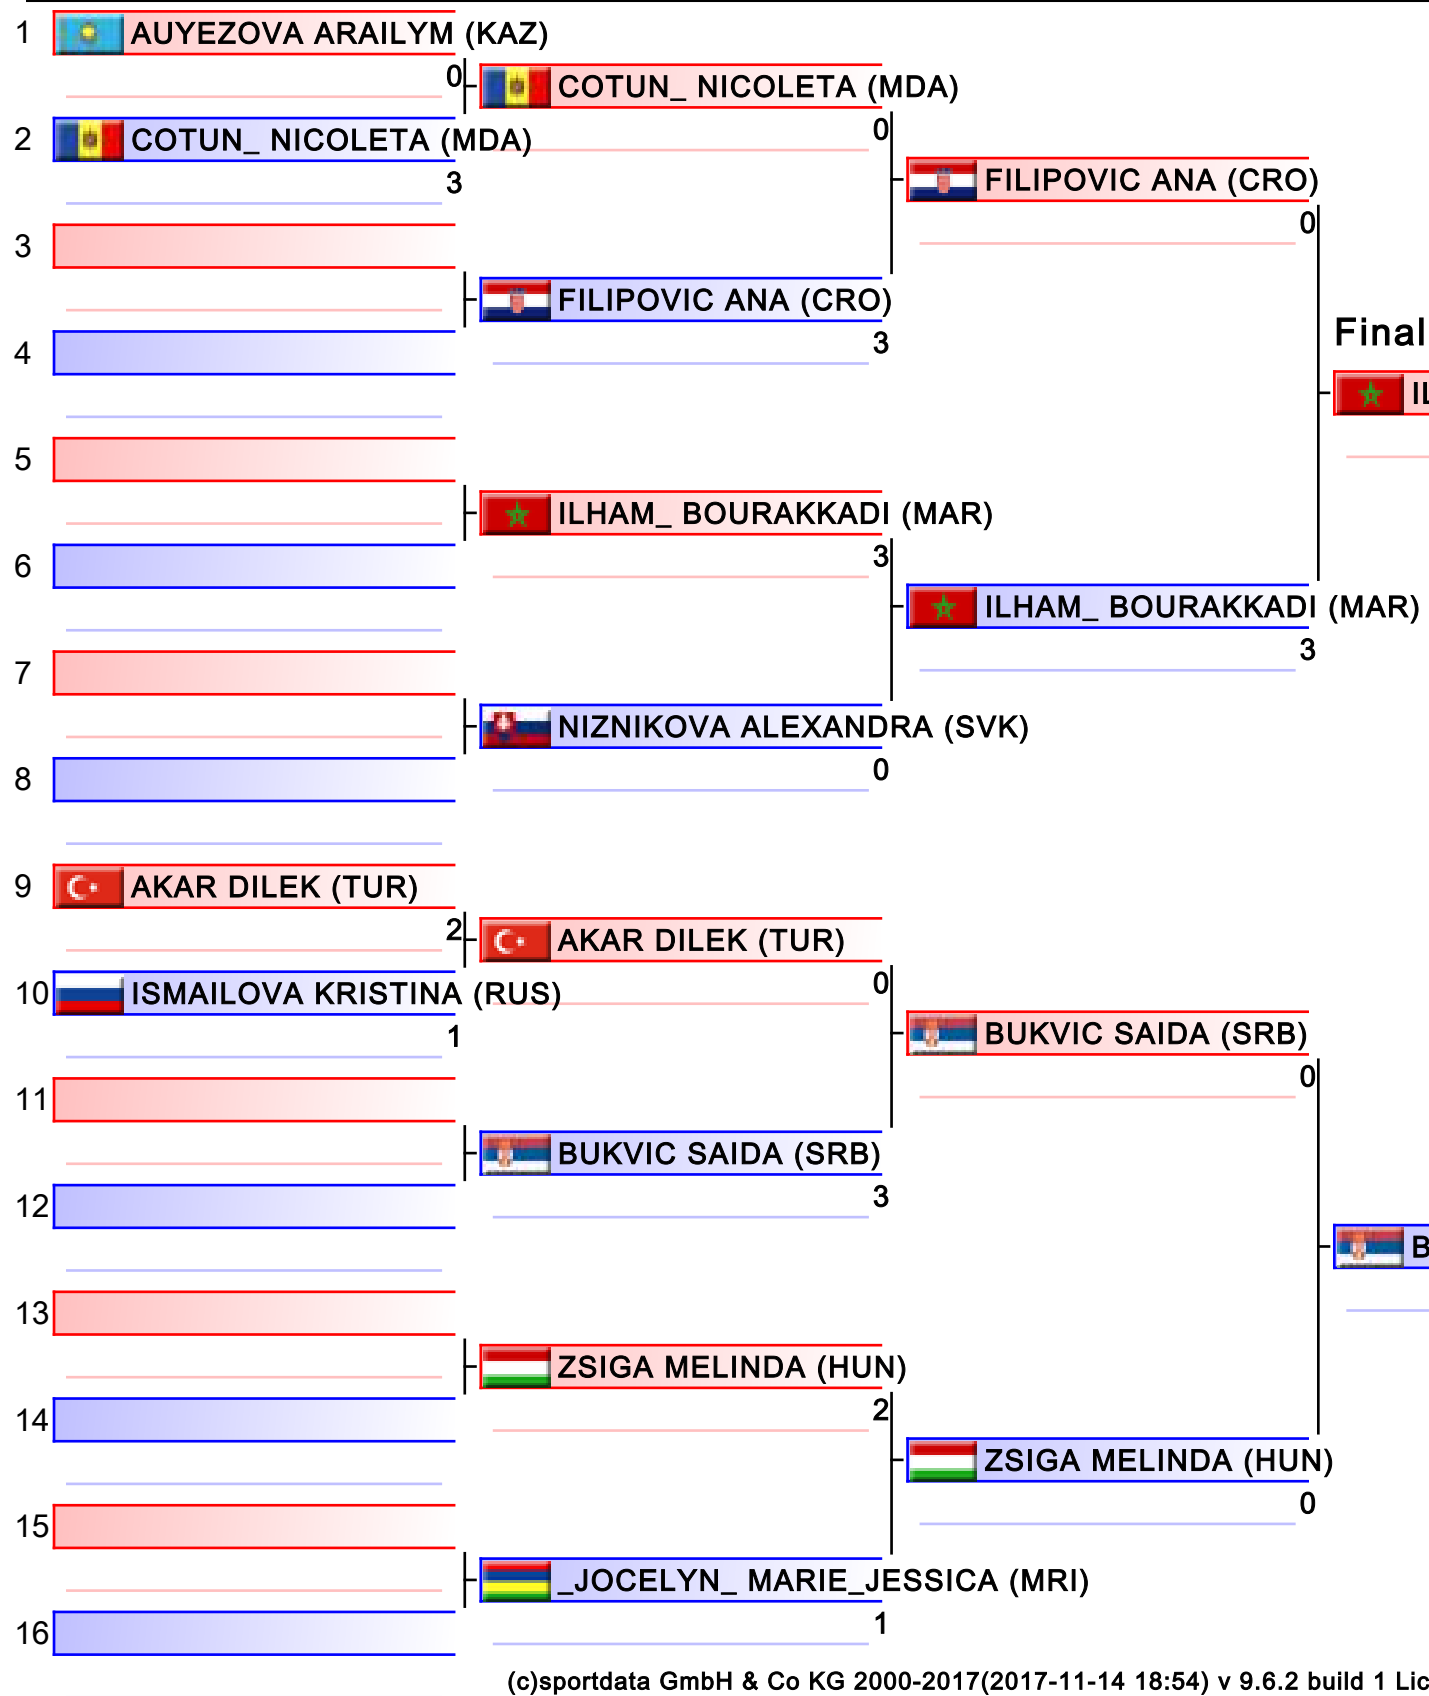 1 AUYEZOVA ARAILYM (KAZ)
0
COTUN_ NICOLETA (MDA)
0
2 COTUN_ NICOLETA (MDA)
3
FILIPOVIC ANA (CRO)
0
3
FILIPOVIC ANA (CRO)
3
4
Final
IL
5
ILHAM_ BOURAKKADI (MAR)
3
6
ILHAM_ BOURAKKADI (MAR)
3
7
NIZNIKOVA ALEXANDRA (SVK)
0
8
9 AKAR DILEK (TUR)
2
AKAR DILEK (TUR)
0
10 ISMAILOVA KRISTINA (RUS)
1
BUKVIC SAIDA (SRB)
0
11
BUKVIC SAIDA (SRB)
3
12
B
13
ZSIGA MELINDA (HUN)
2
14
ZSIGA MELINDA (HUN)
0
15
_JOCELYN_ MARIE_JESSICA (MRI)
1
16
(c)sportdata GmbH & Co KG 2000-2017(2017-11-14 18:54) v 9.6.2 build 1 Lic